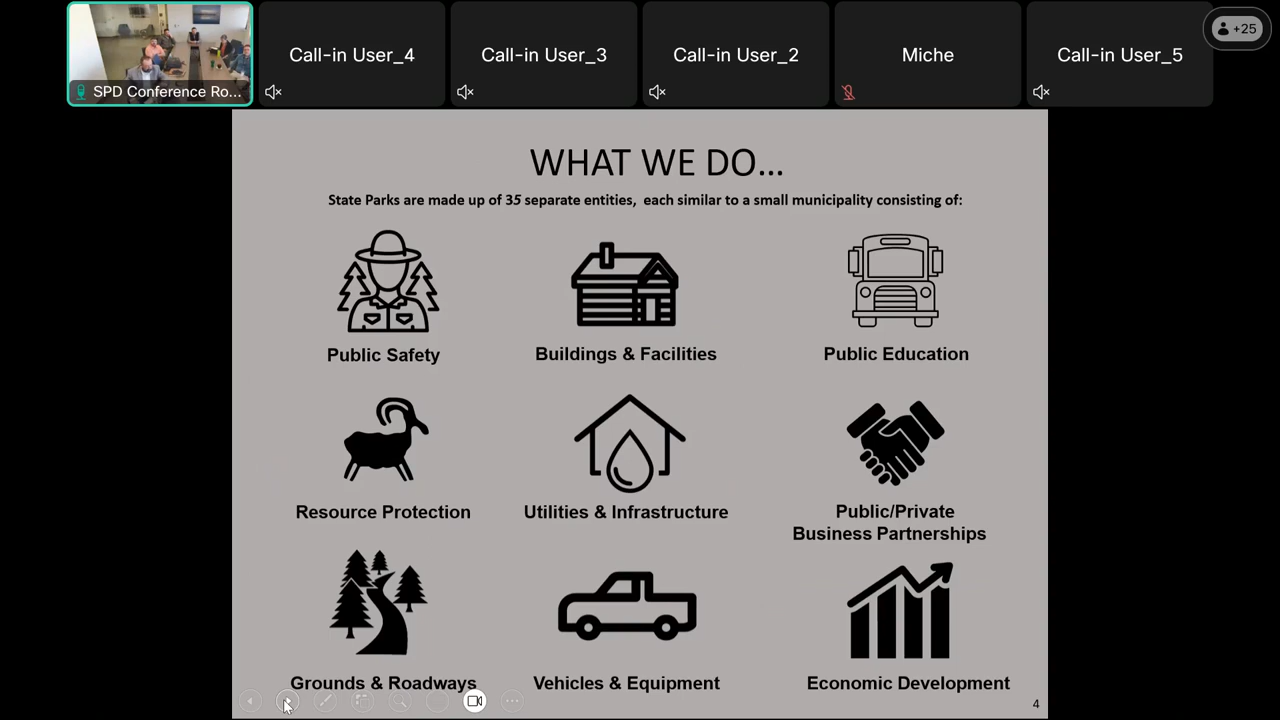 SPD Conference Ro...
Call-in User_4
Call-in User_3
Call-in User_2
Miche
Call-in User_5
+25
WHAT WE DO...
State Parks are made up of 35 separate entities, each similar to a small municipality consisting of:
Public Safety
Buildings & Facilities
Public Education
Resource Protection
Utilities & Infrastructure
Public/Private
Business Partnerships
Grounds & Roadways
Vehicles & Equipment
Economic Development
4